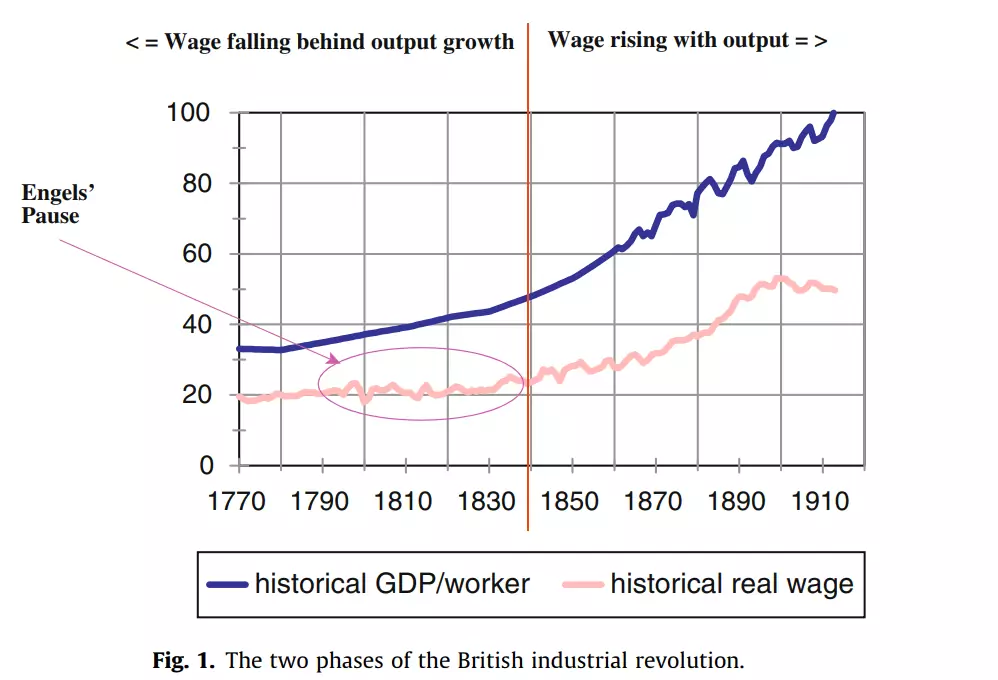 < = Wage falling behind output growth
Wage rising with output = >
Engels’
Pause
100
80
60
40
20
0
1770 1790 1810 1830 1850 1870 1890 1910
historical GDP/worker
historical real wage
Fig. 1. The two phases of the British industrial revolution.